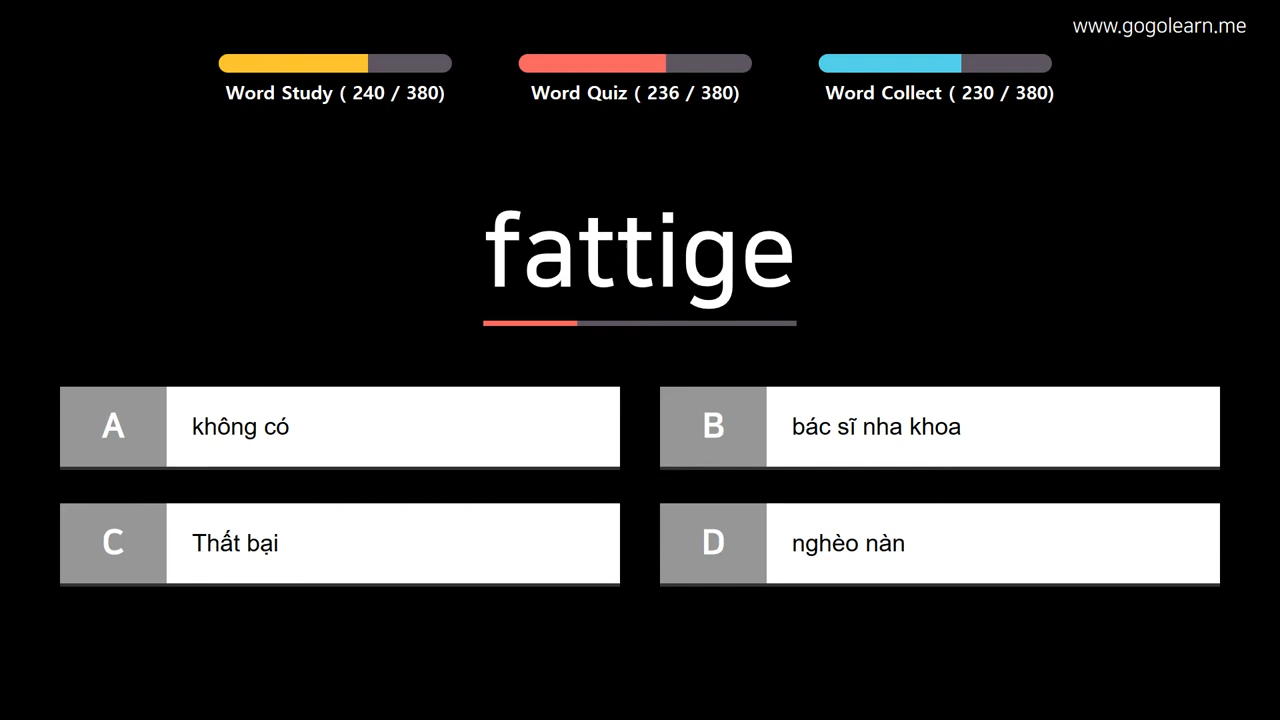 www.gogolearn.me
Word Study ( 240 / 380)
Word Quiz ( 236 / 380)
Word Collect ( 230 / 380)
fattige
A
không có
B
bác sĩ nha khoa
C
Thất bại
D
nghèo nàn